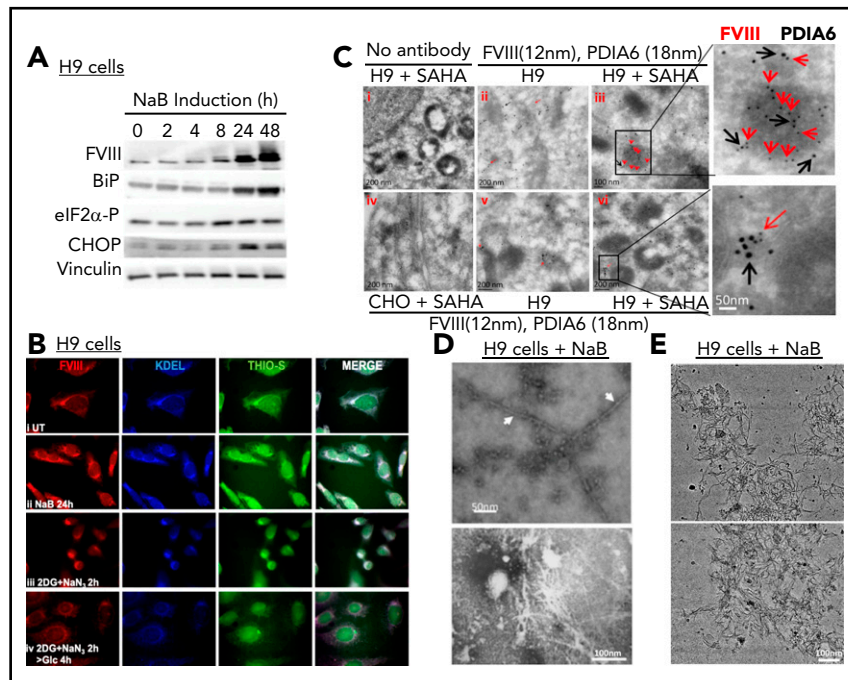 A H9 cells
NaB Induction (h)
0 2 4 8 24 48
FVIII
BiP
eIF2α-P
CHOP
Vinculin
B H9 cells
FVIII KDEL THIO-S MERGE
i UT
ii NaB 24h
iii 2DG+NaN3 2h
iv 2DG+NaN3 2h
>Glc 4h
C
No antibody FVIII(12nm), PDIA6 (18nm)
H9 + SAHA H9 H9 + SAHA
i ii iii
200 nm 200 nm 100 nm
iv v vi
200 nm 200 nm 200 nm
CHO + SAHA H9 H9 + SAHA
FVIII(12nm), PDIA6 (18nm)
FVIII PDIA6
50nm
D H9 cells + NaB
50nm
100nm
E H9 cells + NaB
100nm